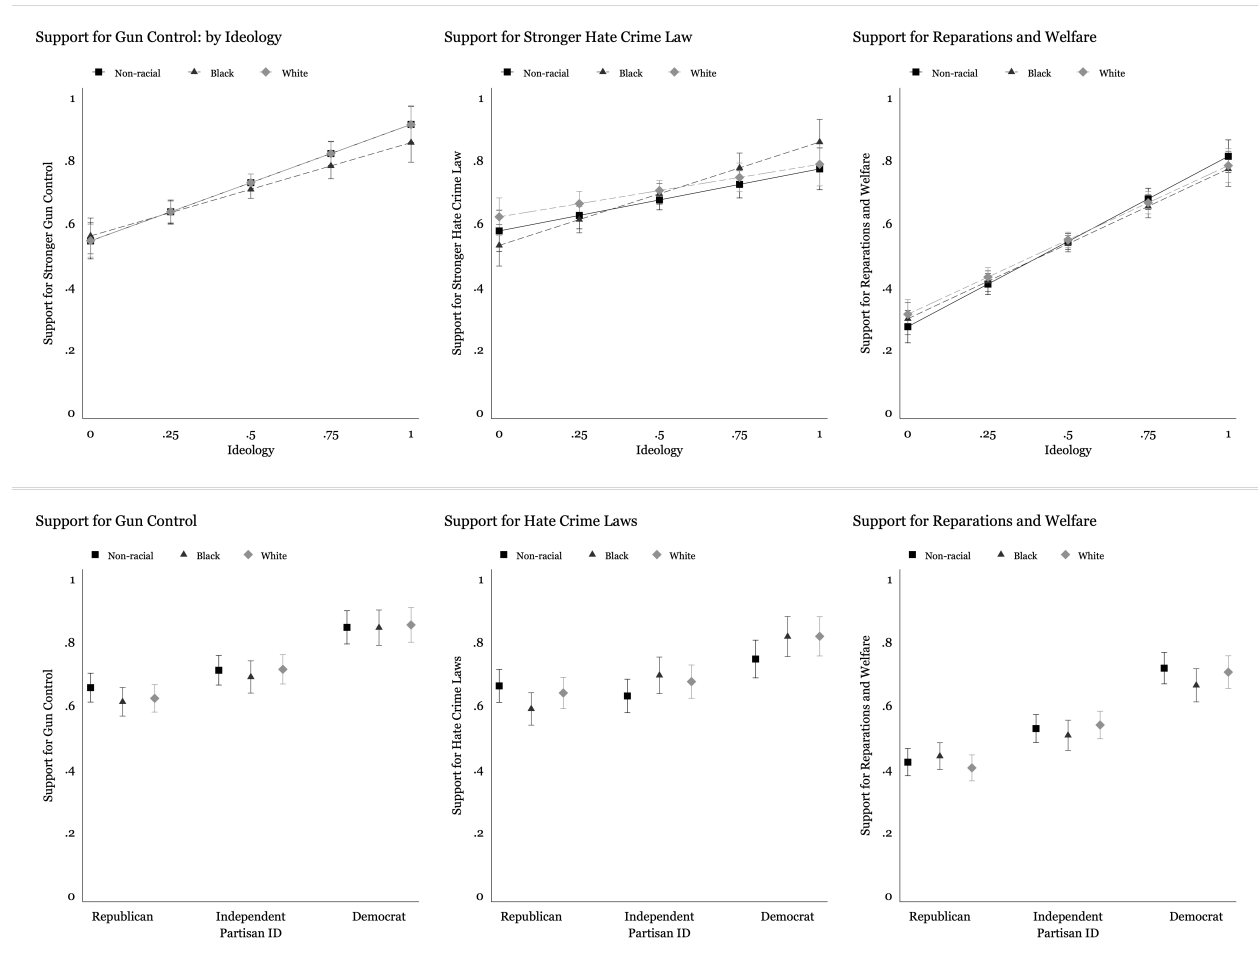 Support for Gun Control: by Ideology
Non-racial Black White
Support for Stronger Gun Control
1
.8
.6
.4
.2
0
0 .25 .5 .75 1
Ideology
Support for Stronger Hate Crime Law
Non-racial Black White
Support for Stronger Hate Crime Law
1
.8
.6
.4
.2
0
0 .25 .5 .75 1
Ideology
Support for Reparations and Welfare
Non-racial Black White
Support for Reparations and Welfare
1
.8
.6
.4
.2
0
0 .25 .5 .75 1
Ideology
Support for Gun Control
Non-racial Black White
Support for Gun Control
1
.8
.6
.4
.2
0
Republican Independent Democrat
Partisan ID
Support for Hate Crime Laws
Non-racial Black White
Support for Hate Crime Laws
1
.8
.6
.4
.2
0
Republican Independent Democrat
Partisan ID
Support for Reparations and Welfare
Non-racial Black White
Support for Reparations and Welfare
1
.8
.6
.4
.2
0
Republican Independent Democrat
Partisan ID